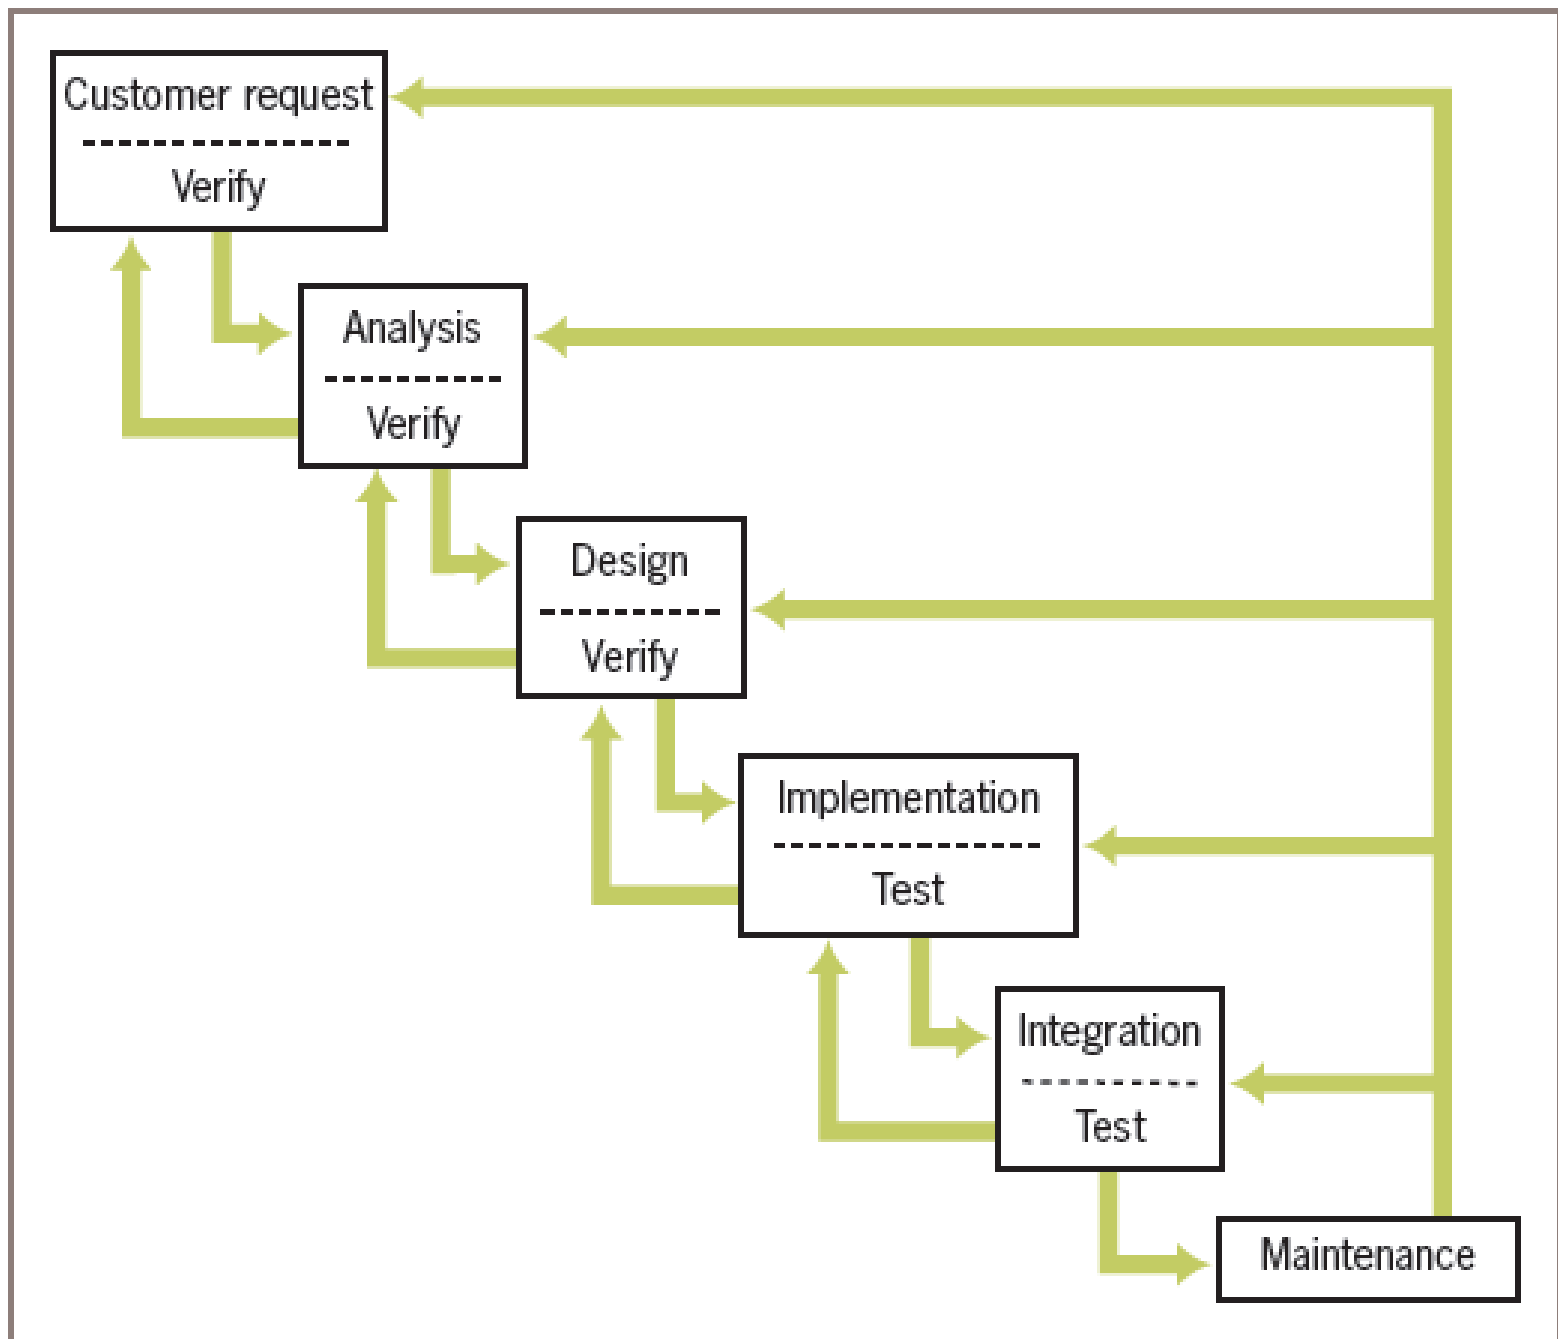 Customer request
Verify
Analysis
Verify
Design
Verify
Implementation
Test
Integration
Test
Maintenance